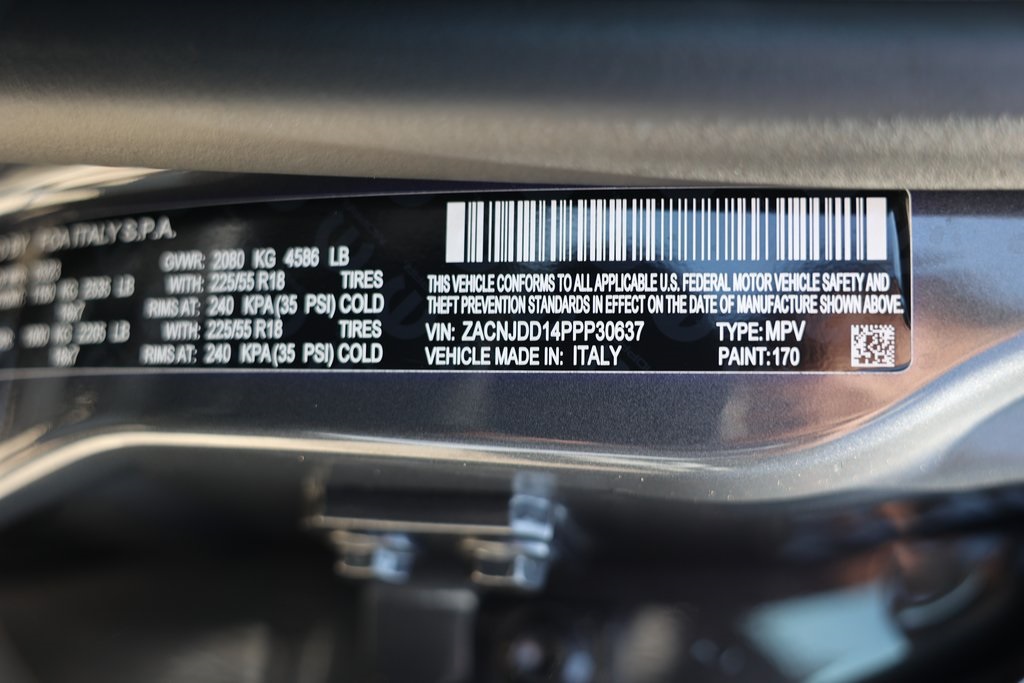 ITALY S.P.A.
GVWR: 2080 KG 4586 LB
WITH: 225/55 R18 TIRES
RIMS AT: 240 KPA(35 PSI) COLD
WITH: 225/55 R18 TIRES
LB RIMS AT: 240 KPA(35 PSI) COLD
THIS VEHICLE CONFORMS TO ALL APPLICABLE U.S. FEDERAL MOTOR VEHICLE SAFETY AND
THEFT PREVENTION STANDARDS IN EFFECT ON THE DATE OF MANUFACTURE SHOWN ABOVE.
VIN: ZACNJDD14PPP30637 TYPE: MPV
VEHICLE MADE IN: ITALY PAINT: 170